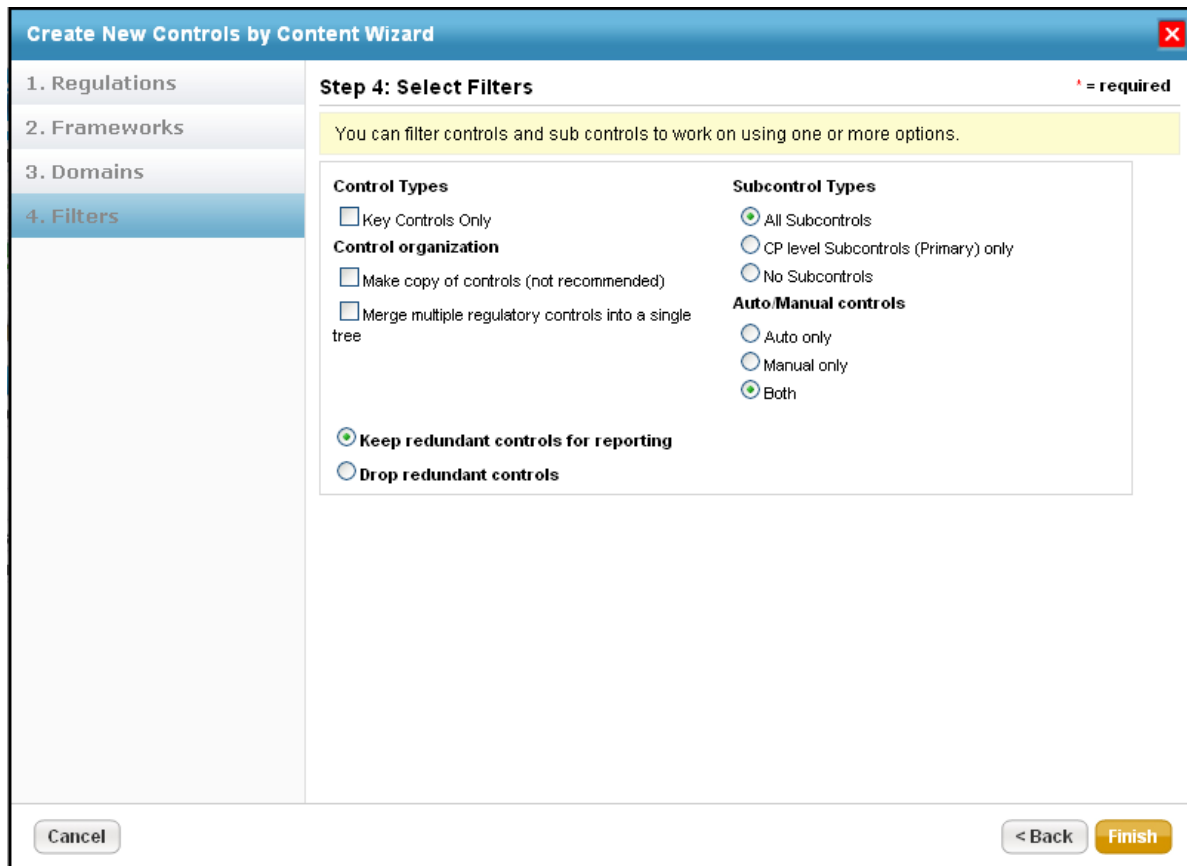 Create New Controls by Content Wizard
1. Regulations
2. Frameworks
3. Domains
4. Filters
Step 4: Select Filters
* = required
You can filter controls and sub controls to work on using one or more options.
Control Types
Key Controls Only
Control organization
Make copy of controls (not recommended)
Merge multiple regulatory controls into a single
tree
Subcontrol Types
All Subcontrols
CP level Subcontrols (Primary) only
No Subcontrols
Auto/Manual controls
Auto only
Manual only
Both
Keep redundant controls for reporting
Drop redundant controls
Cancel
< Back
Finish